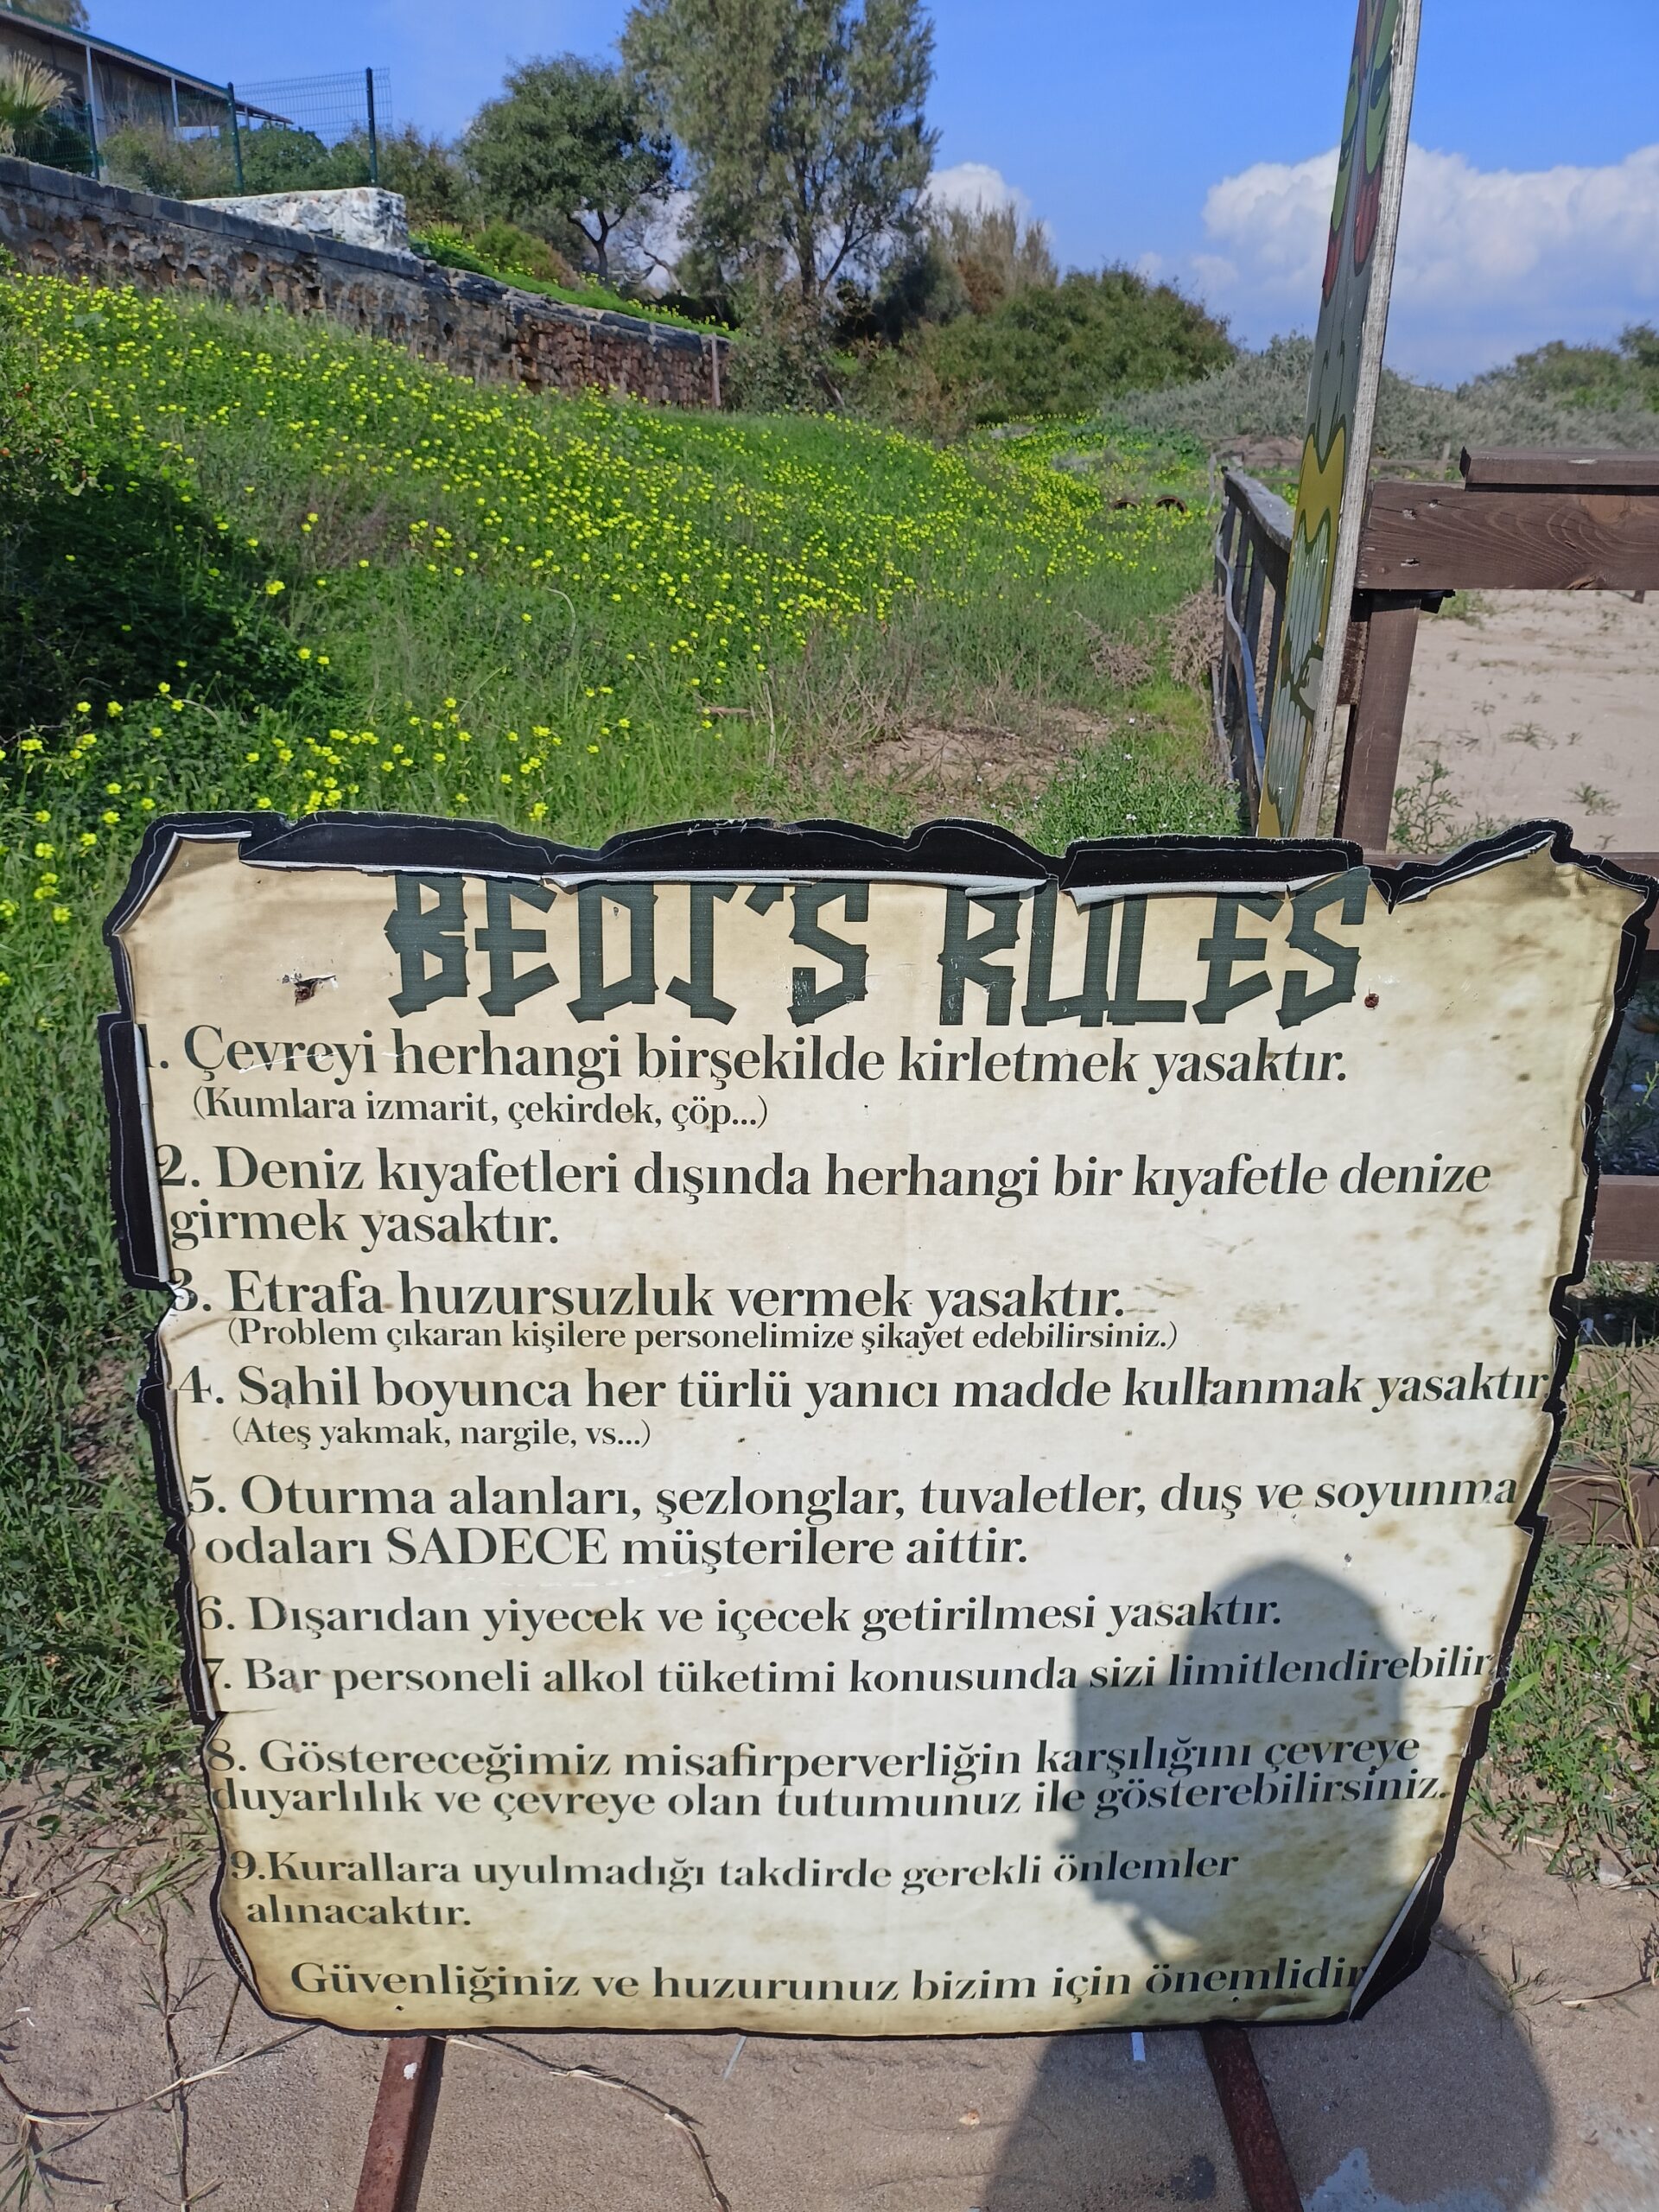 BEDI'S RULES
1. Çevreyi herhangi birşekilde kirletmek yasaktır.
(Kumlara izmarit, çekirdek, çöp...)
2. Deniz kıyafetleri dışında herhangi bir kıyafetle denize
girmek yasaktır.
3. Etrafa huzursuzluk vermek yasaktır.
(Problem çıkaran kişilere personelimize şikayet edebilirsiniz.)
4. Sahil boyunca her türlü yanıcı madde kullanmak yasaktır.
(Ateş yakmak, nargile, vs...)
5. Oturma alanları, şezlonglar, tuvaletler, duş ve soyunma
odaları SADECE müşterilere aittir.
6. Dışarıdan yiyecek ve içecek getirilmesi yasaktır.
7. Bar personeli alkol tüketimi konusunda sizi limitlendirebilir.
8. Göstereceğimiz misafirperverliğin karşılığını çevreye
duyarlılık ve çevreye olan tutumunuz ile gösterebilirsiniz.
9.Kurallara uyulmadığı takdirde gerekli önlemler
alınacaktır.
Güvenliğiniz ve huzurunuz bizim için önemlidir